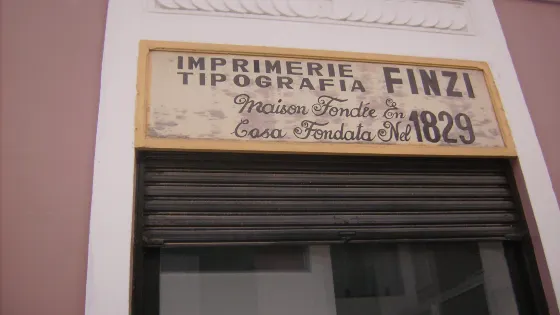 IMPRIMERIE
TIPOGRAFIA FINZI
Maison Fondée En
Casa Fondata Nel 1829